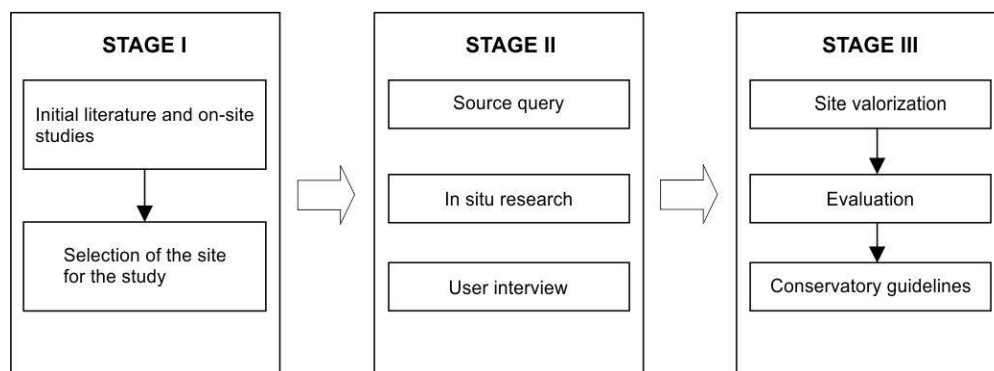 STAGE I
Initial literature and on-site
studies
Selection of the site
for the study
STAGE II
Source query
In situ research
User interview
STAGE III
Site valorization
Evaluation
Conservatory guidelines